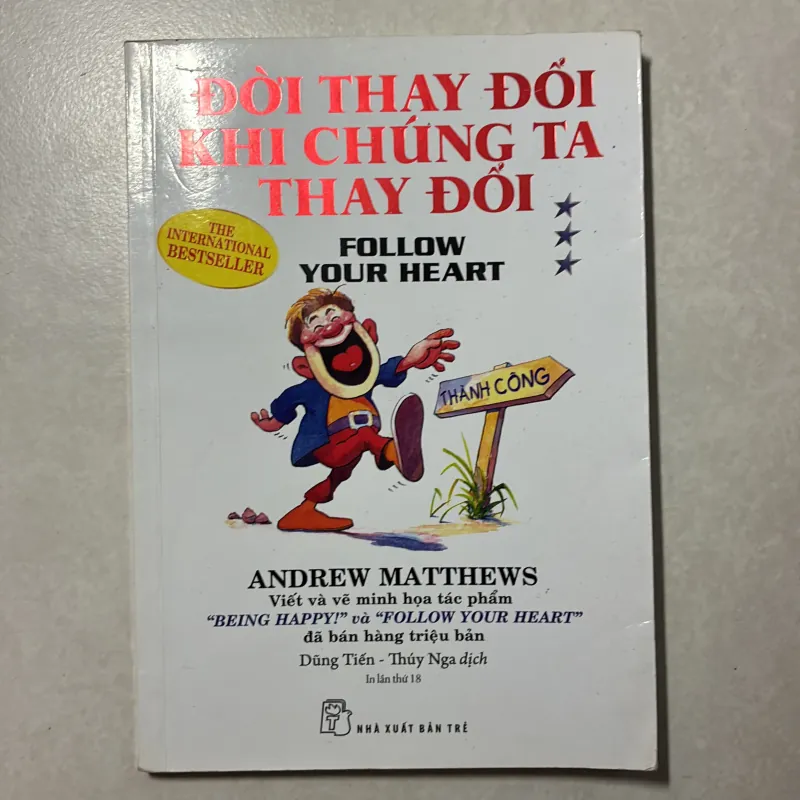 ĐỜI THAY ĐỔI
KHI CHÚNG TA
THAY ĐỔI
THE
INTERNATIONAL
BESTSELLER
FOLLOW
YOUR HEART
THÀNH CÔNG
ANDREW MATTHEWS
Viết và vẽ minh họa tác phẩm
“BEING HAPPY!” và “FOLLOW YOUR HEART”
đã bán hàng triệu bản
Dũng Tiến - Thúy Nga dịch
In lần thứ 18
NHÀ XUẤT BẢN TRẺ